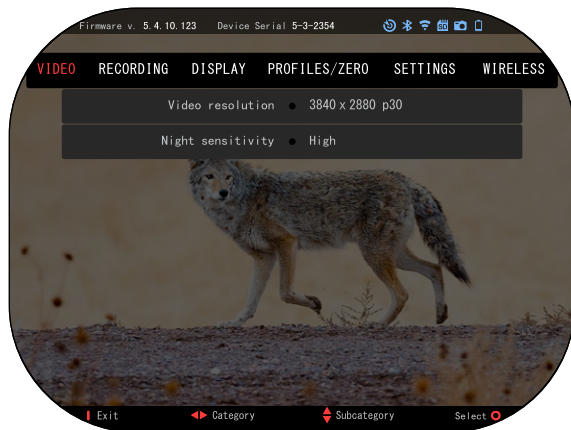 Firmware v. 5.4.10.123 Device Serial 5-3-2354
VIDEO RECORDING DISPLAY PROFILES/ZERO SETTINGS WIRELESS
Video resolution ● 3840 x 2880 p30
Night sensitivity ● High
Exit Category Subcategory Select